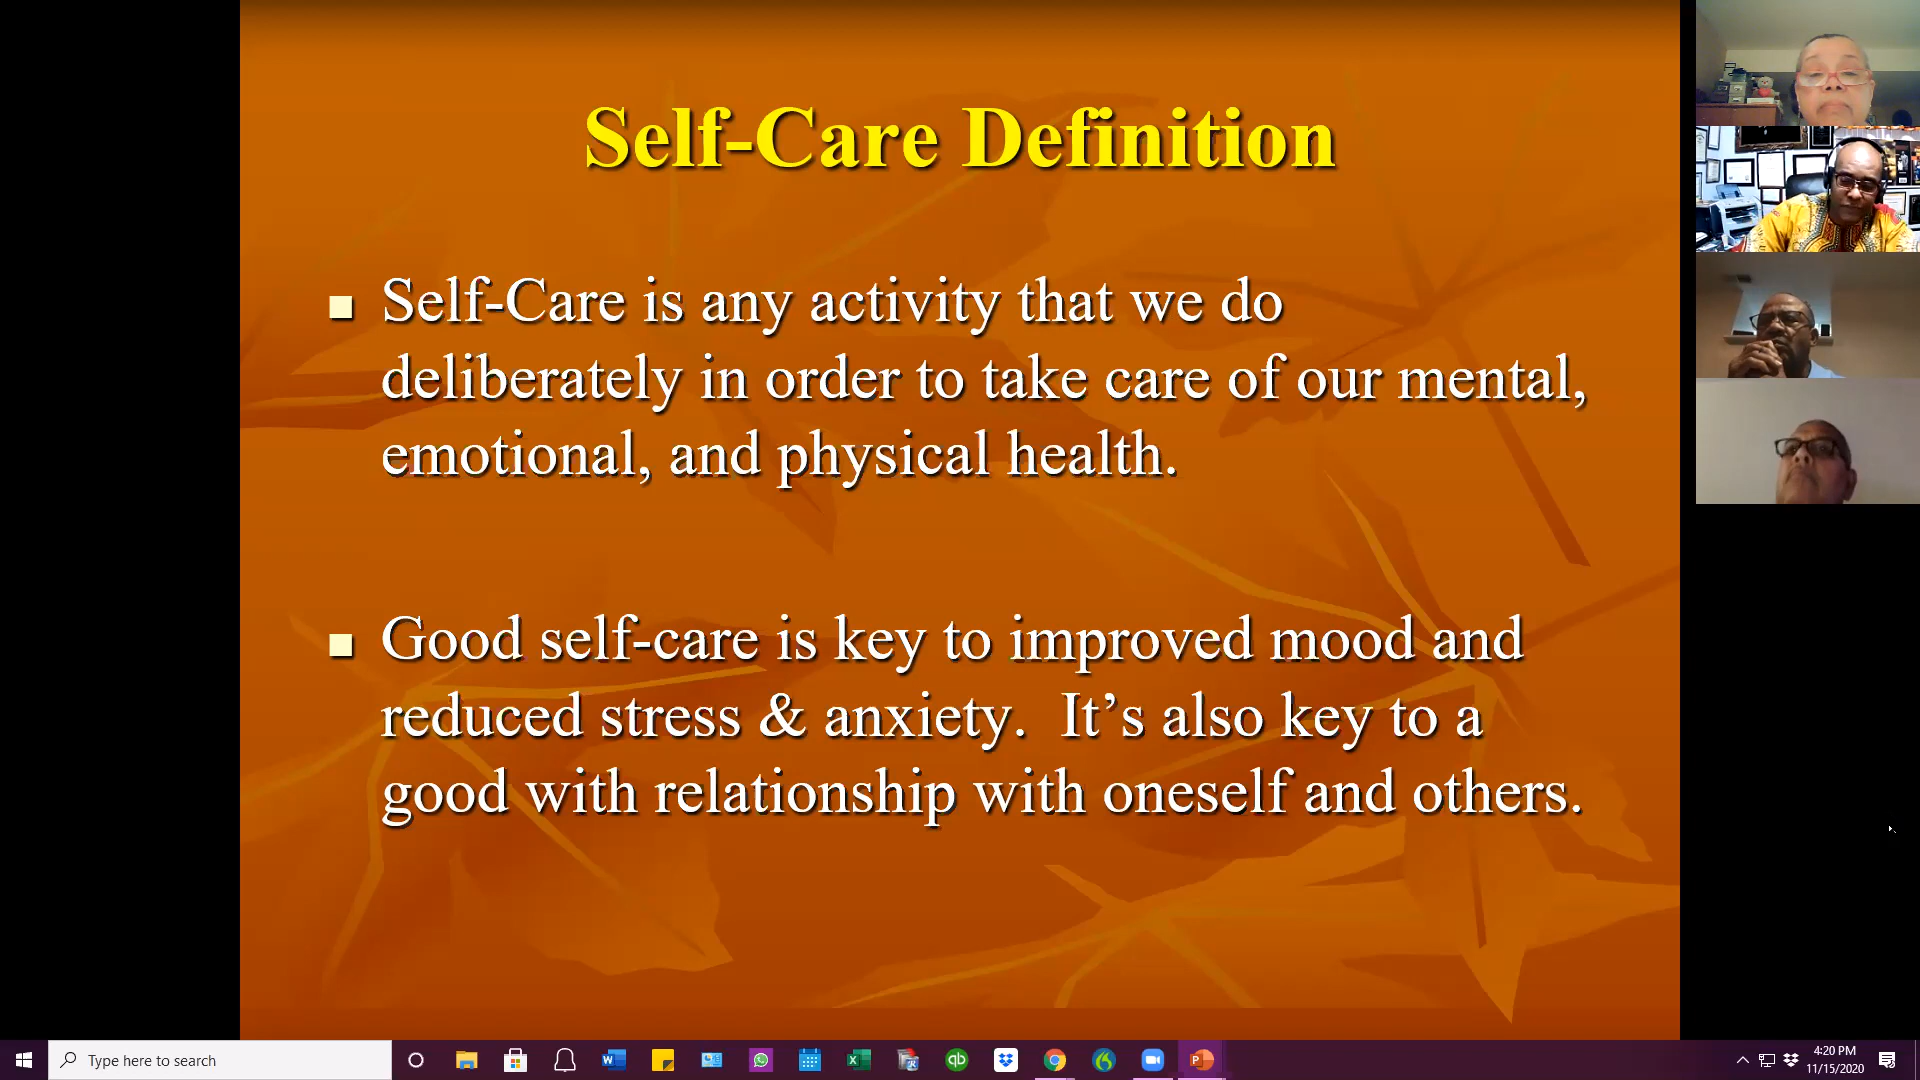 Self-Care Definition
Self-Care is any activity that we do
deliberately in order to take care of our mental,
emotional, and physical health.
Good self-care is key to improved mood and
reduced stress & anxiety.  It’s also key to a
good with relationship with oneself and others.
Type here to search
4:20 PM
11/15/2020